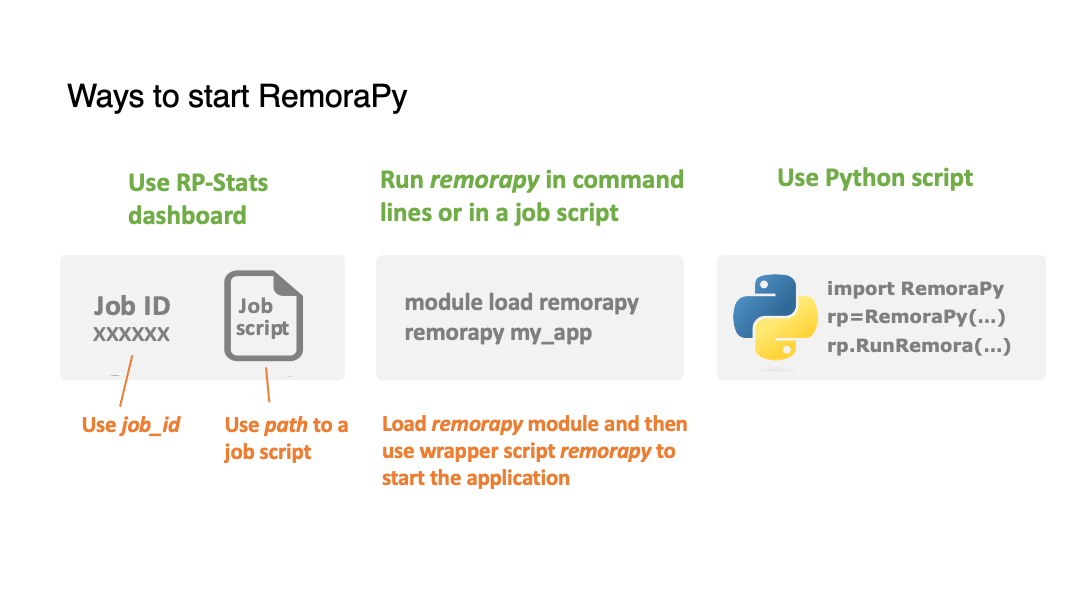 Ways to start RemoraPy
Use RP-Stats
dashboard
Job ID
XXXXXX
Job
script
Use job_id
Use path to a
job script
Run remorapy in command
lines or in a job script
module load remorapy
remorapy my_app
Load remorapy module and then
use wrapper script remorapy to
start the application
Use Python script
import RemoraPy
rp=RemoraPy(...)
rp.RunRemora(...)